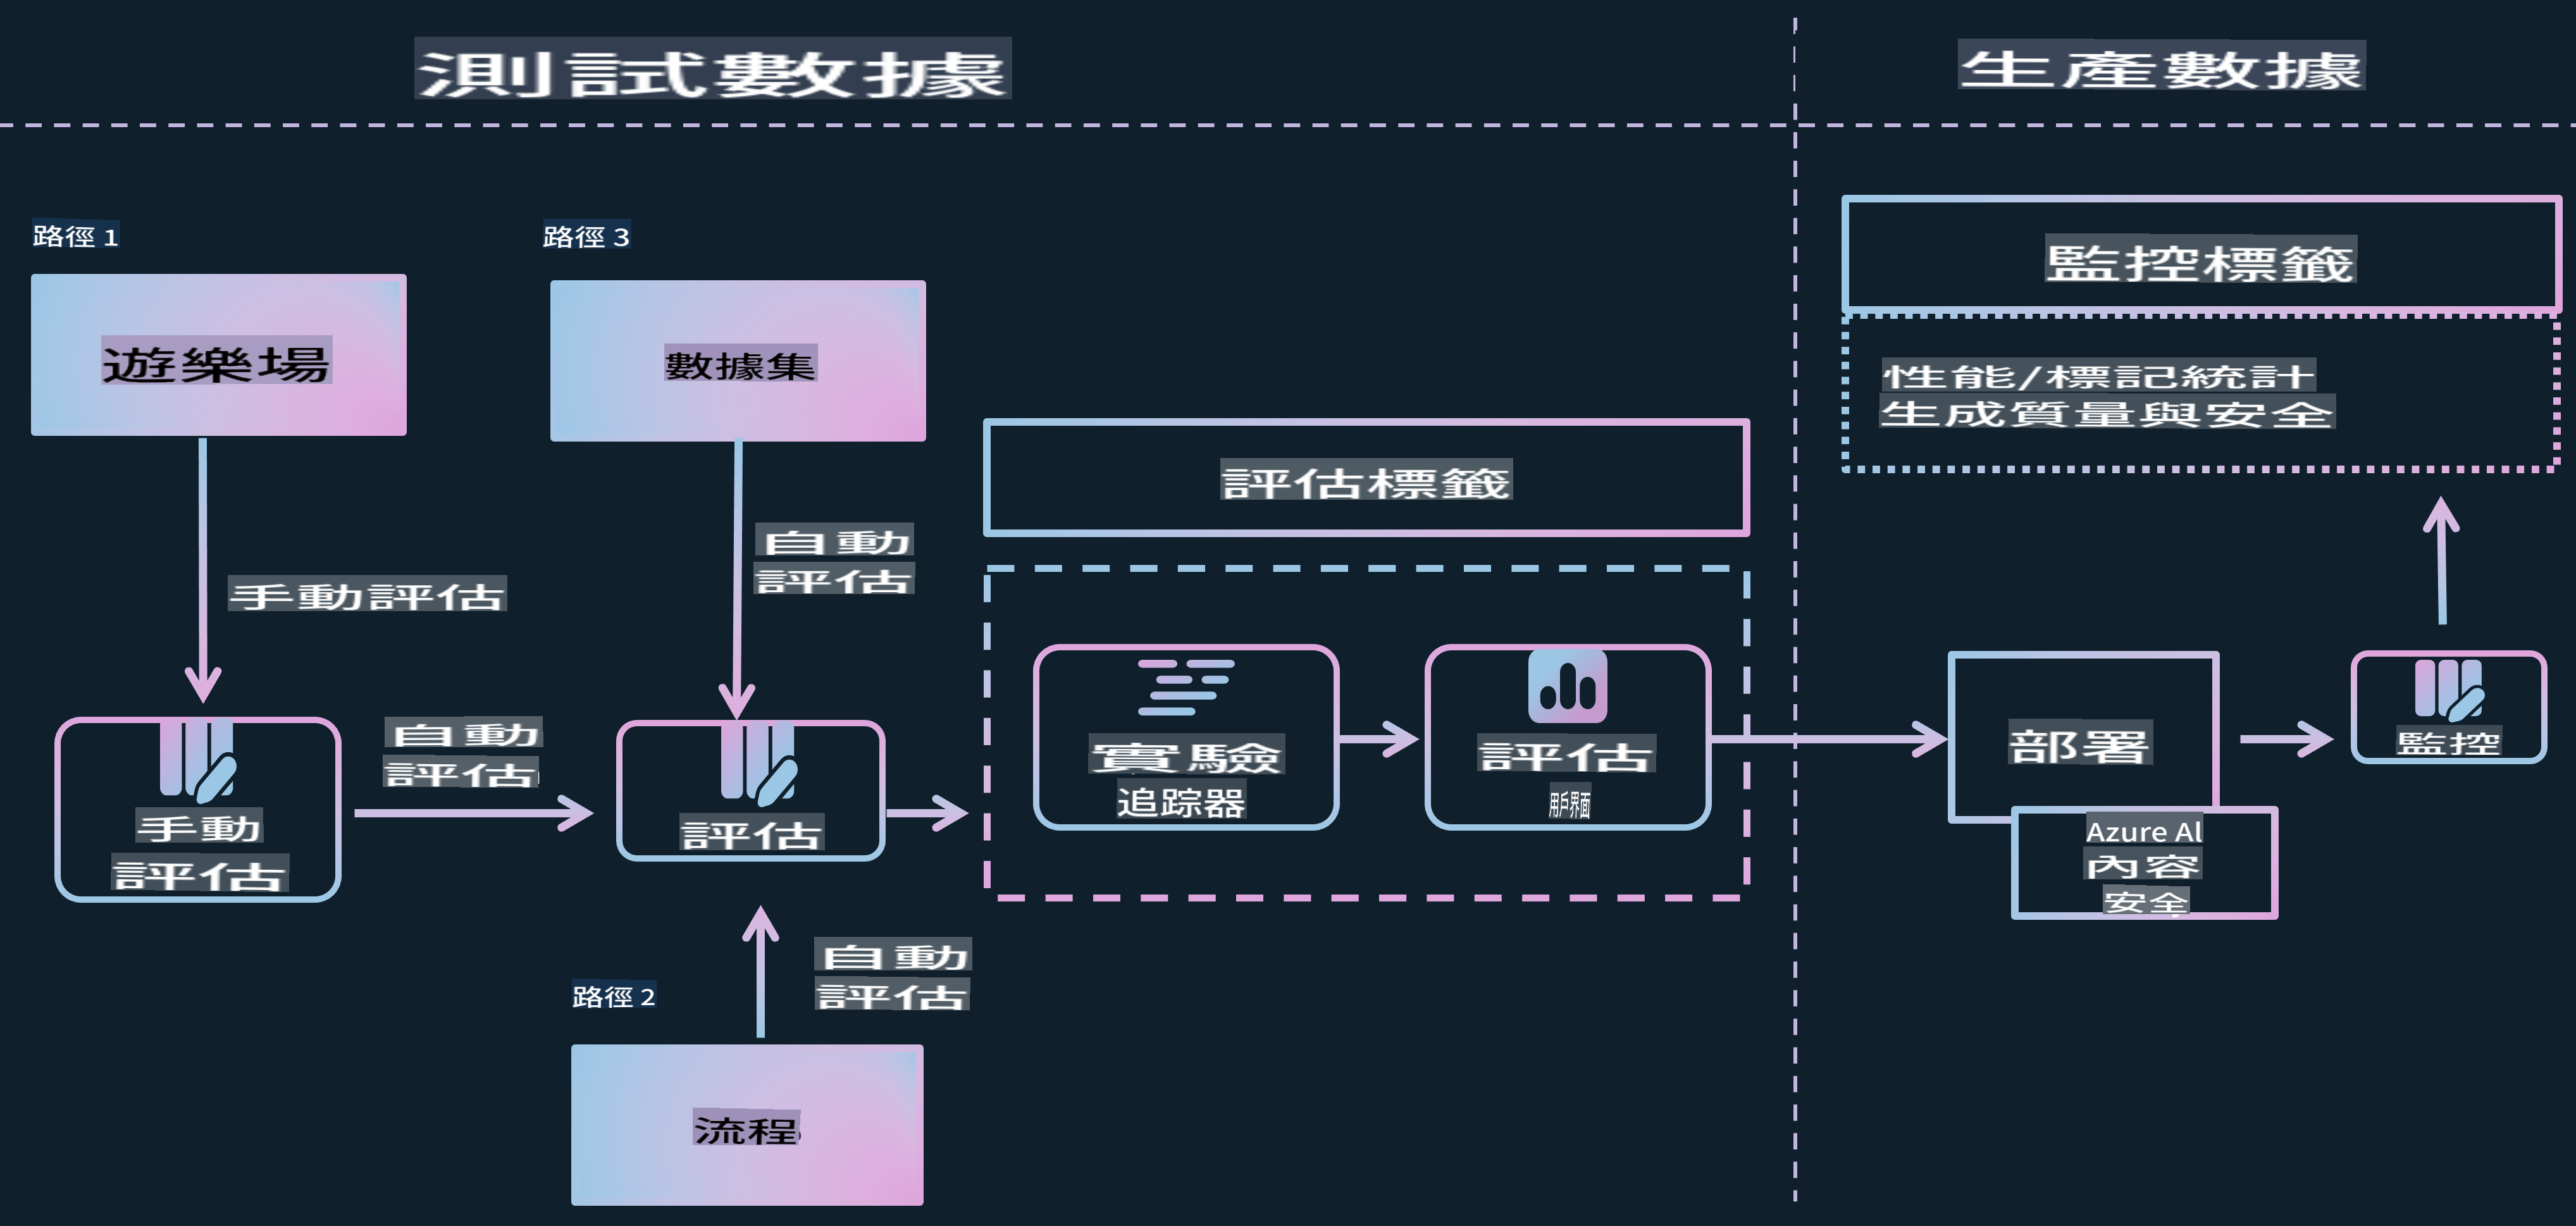 測試數據
生產數據
路徑 1
遊樂場
手動評估
手動
評估
自動
評估
路徑 3
數據集
自動
評估
評估
路徑 2
自動
評估
流程
評估標籤
實驗
追踪器
評估
用戶界面
監控標籤
性能/標記統計
生成質量與安全
部署
Azure Al
內容
安全
監控